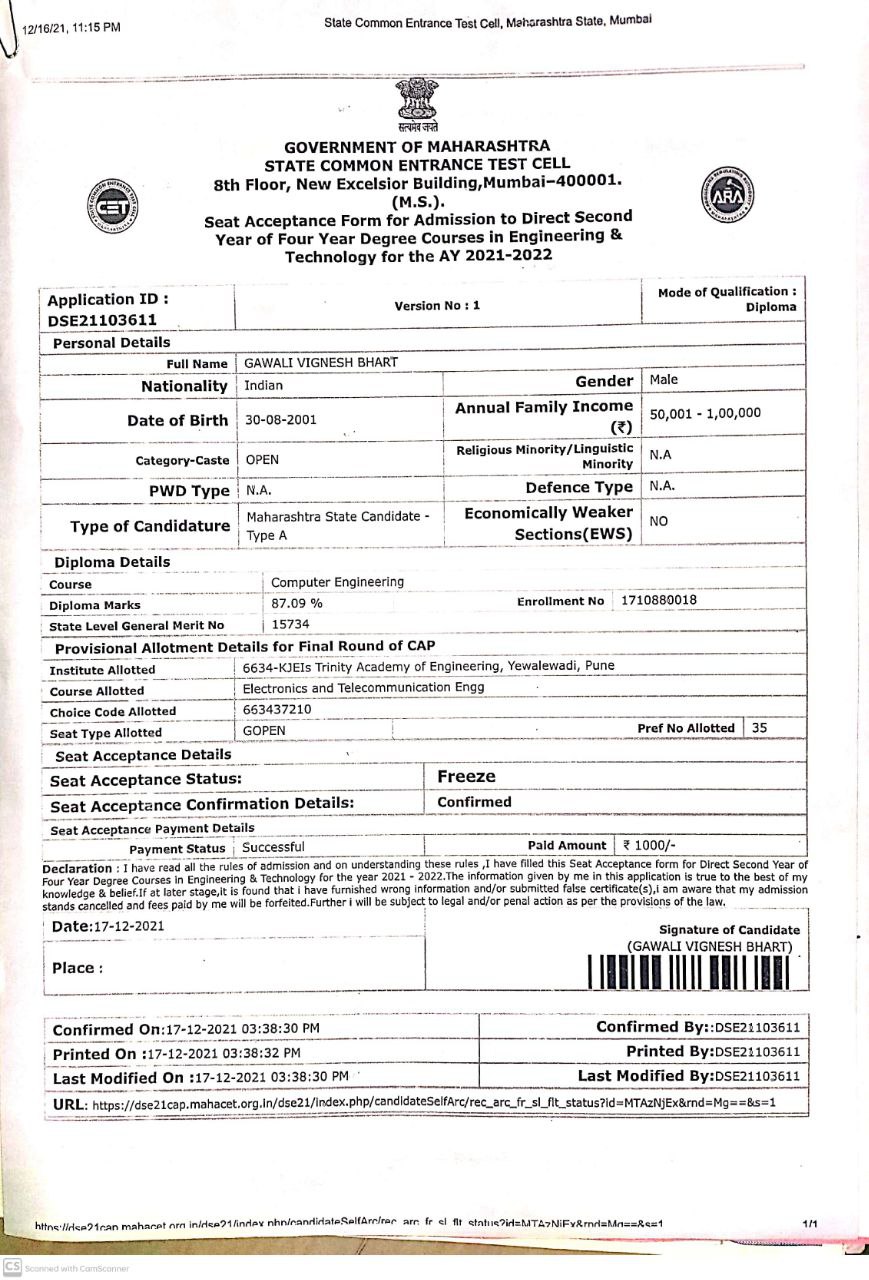 12/16/21, 11:15 PM
State Common Entrance Test Cell, Maharashtra State, Mumbai
सत्यमेव जयते
GOVERNMENT OF MAHARASHTRA
STATE COMMON ENTRANCE TEST CELL
8th Floor, New Excelsior Building,Mumbai–400001.
(M.S.).
CET
ARA
Seat Acceptance Form for Admission to Direct Second
Year of Four Year Degree Courses in Engineering &
Technology for the AY 2021-2022
Application ID :
DSE21103611
Version No : 1
Mode of Qualification :
Diploma
Personal Details
Full Name GAWALI VIGNESH BHART
Nationality Indian Gender Male
Date of Birth 30-08-2001 Annual Family Income
(₹) 50,001 - 1,00,000
Category-Caste OPEN Religious Minority/Linguistic
Minority N.A
PWD Type N.A. Defence Type N.A.
Type of Candidature Maharashtra State Candidate -
Type A
Economically Weaker
Sections(EWS) NO
Diploma Details
Course Computer Engineering
Diploma Marks 87.09 % Enrollment No 1710880018
State Level General Merit No 15734
Provisional Allotment Details for Final Round of CAP
Institute Allotted 6634-KJEIs Trinity Academy of Engineering, Yewalewadi, Pune
Course Allotted Electronics and Telecommunication Engg
Choice Code Allotted 663437210
Seat Type Allotted GOPEN Pref No Allotted 35
Seat Acceptance Details
Seat Acceptance Status: Freeze
Seat Acceptance Confirmation Details: Confirmed
Seat Acceptance Payment Details
Payment Status Successful Paid Amount ₹ 1000/-
Declaration : I have read all the rules of admission and on understanding these rules ,I have filled this Seat Acceptance form for Direct Second Year of
Four Year Degree Courses in Engineering & Technology for the year 2021 - 2022.The information given by me in this application is true to the best of my
knowledge & belief.If at later stage,it is found that i have furnished wrong information and/or submitted false certificate(s),i am aware that my admission
stands cancelled and fees paid by me will be forfeited.Further i will be subject to legal and/or penal action as per the provisions of the law.
Date:17-12-2021
Place :
Signature of Candidate
(GAWALI VIGNESH BHART)
Confirmed On:17-12-2021 03:38:30 PM Confirmed By::DSE21103611
Printed On :17-12-2021 03:38:32 PM Printed By:DSE21103611
Last Modified On :17-12-2021 03:38:30 PM Last Modified By:DSE21103611
URL: https://dse21cap.mahacet.org.in/dse21/index.php/candidateSelfArc/rec_arc_fr_sl_flt_status?id=MTAzNjEx&rnd=Mg==&s=1
https://dse21cap.mahacet.org.in/dse21/index.php/candidateSelfArc/rec_arc_fr_sl_flt_status?id=MTAzNjEx&rnd=Mg==&s=1 1/1
CS Scanned with CamScanner